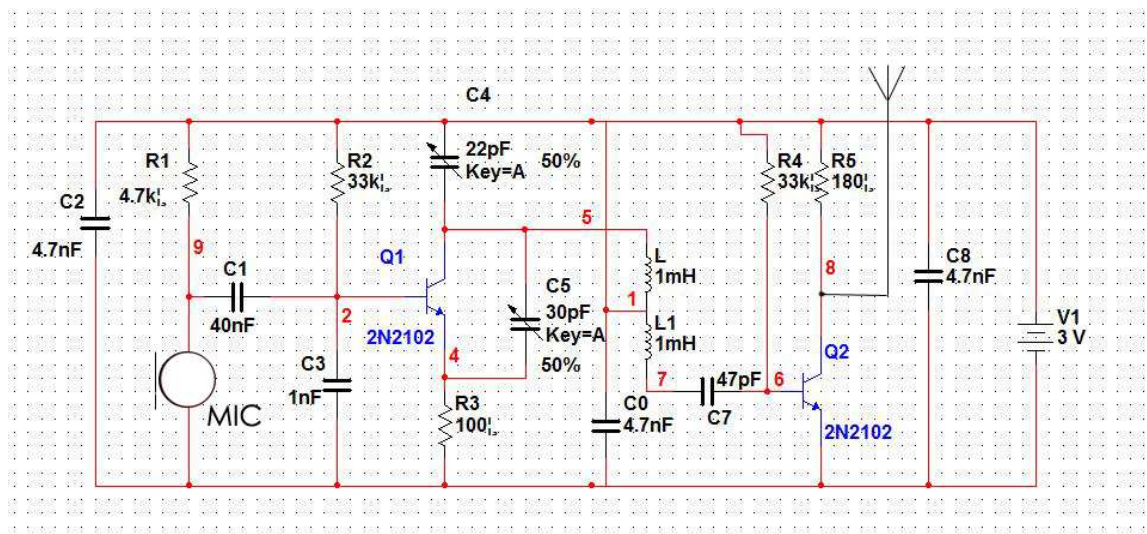 C4
R1
4.7k
R2
33k
22pF
Key=A
50%
R4
33k
R5
180
C2
4.7nF
9
5
C1
40nF
2
Q1
2N2102
C5
30pF
Key=A
50%
4
L
1mH
1
L1
1mH
8
C8
4.7nF
V1
3 V
C3
1nF
MIC
R3
100
C0
4.7nF
7
47pF
C7
6
Q2
2N2102